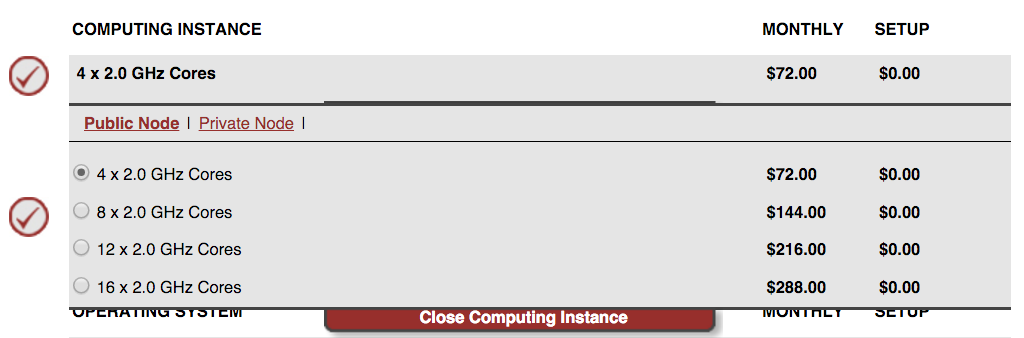 COMPUTING INSTANCE MONTHLY SETUP
4 x 2.0 GHz Cores $72.00 $0.00
Public Node | Private Node |
4 x 2.0 GHz Cores $72.00 $0.00
8 x 2.0 GHz Cores $144.00 $0.00
12 x 2.0 GHz Cores $216.00 $0.00
16 x 2.0 GHz Cores $288.00 $0.00
OPERATING SYSTEM Close Computing Instance MONTHLY SETUP